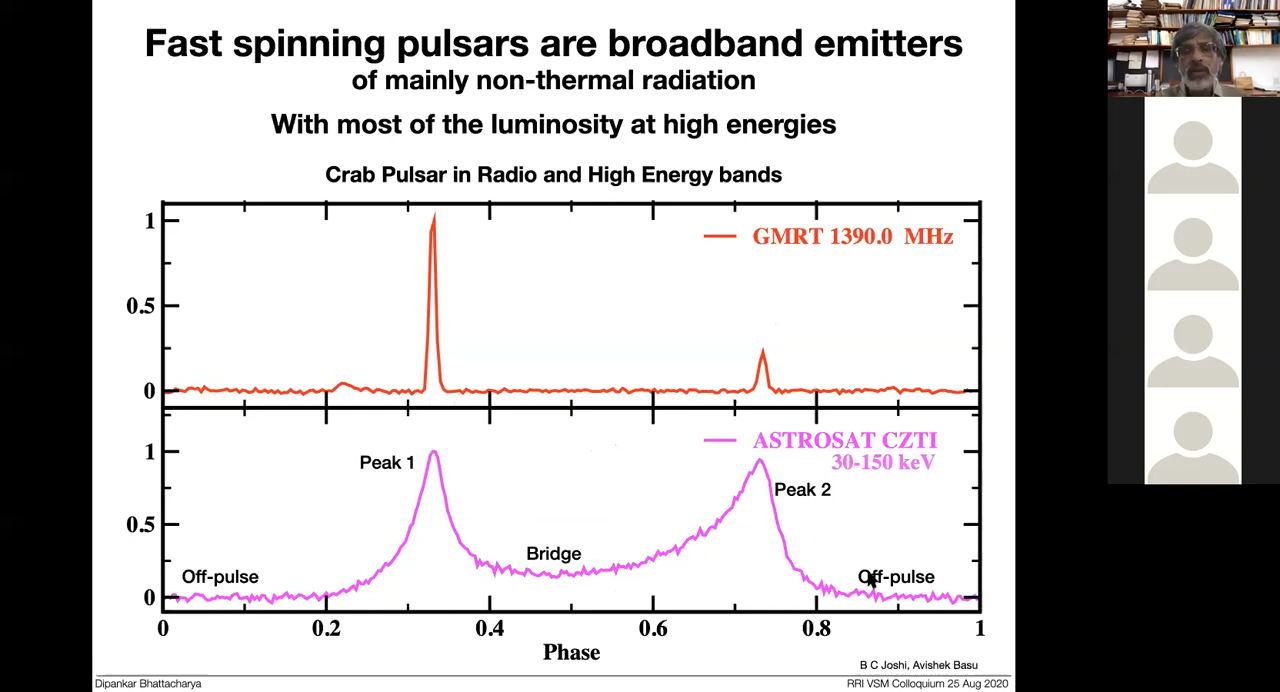 Fast spinning pulsars are broadband emitters
of mainly non-thermal radiation
With most of the luminosity at high energies
Crab Pulsar in Radio and High Energy bands
1
0.5
0
GMRT 1390.0 MHz
1
0.5
0
ASTROSAT CZTI
30-150 keV
Peak 1
Peak 2
Bridge
Off-pulse
Off-pulse
0 0.2 0.4 0.6 0.8 1
Phase
B C Joshi, Avishek Basu
Dipankar Bhattacharya
RRI VSM Colloquium 25 Aug 2020